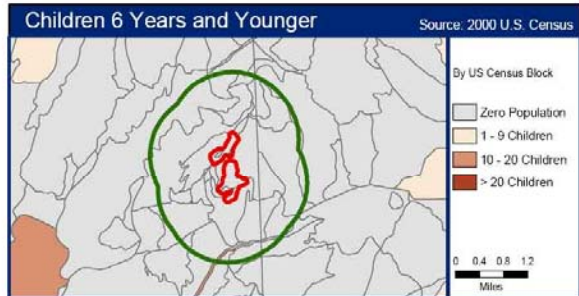 Children 6 Years and Younger
Source: 2000 U.S. Census
By US Census Block
Zero Population
1 - 9 Children
10 - 20 Children
> 20 Children
0 0.4 0.8 1.2
Miles